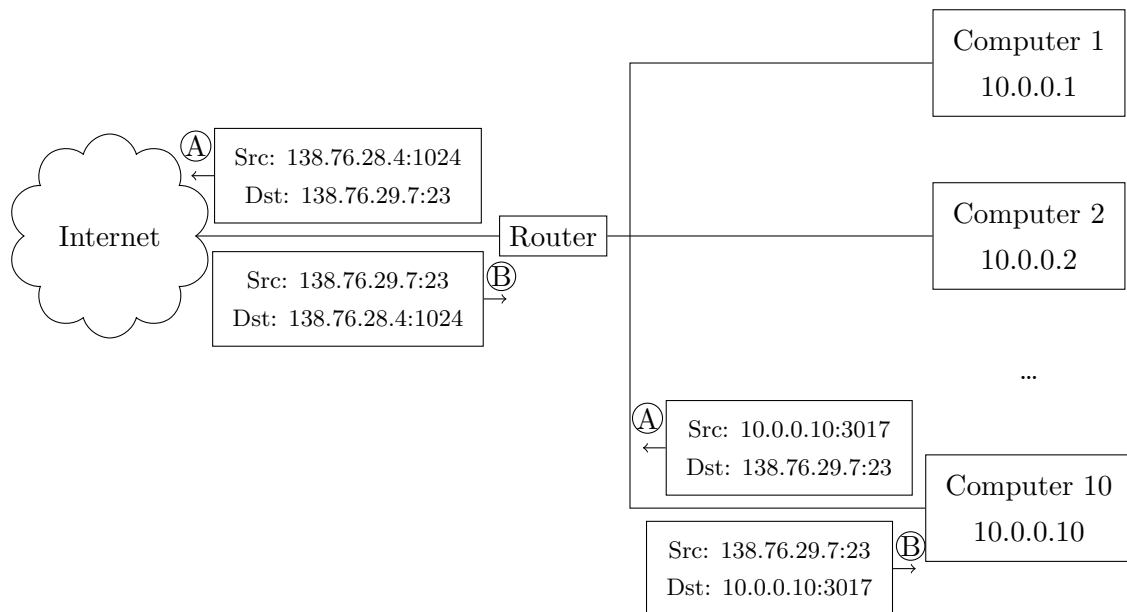 Computer 1
10.0.0.1
A
Src: 138.76.28.4:1024
Dst: 138.76.29.7:23
Internet
Router
Computer 2
10.0.0.2
B
Src: 138.76.29.7:23
Dst: 138.76.28.4:1024
...
A
Src: 10.0.0.10:3017
Dst: 138.76.29.7:23
Computer 10
10.0.0.10
B
Src: 138.76.29.7:23
Dst: 10.0.0.10:3017